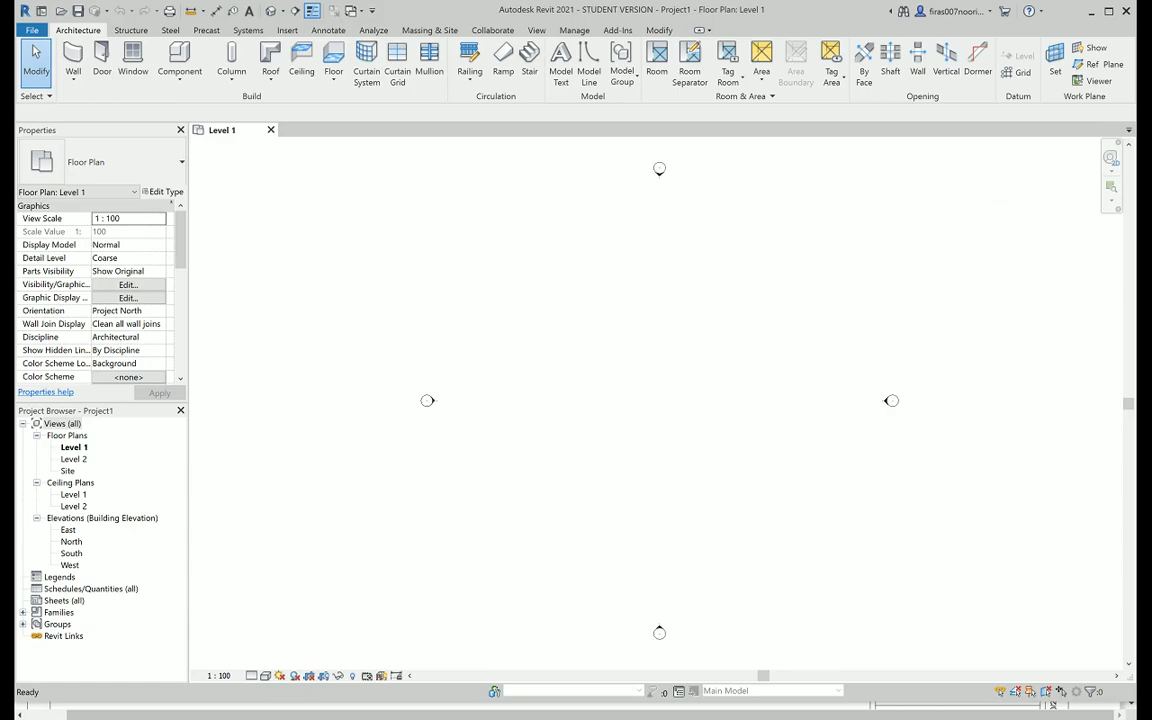 Autodesk Revit 2021 - STUDENT VERSION - Project1 - Floor Plan: Level 1
firas007noori...
File Architecture Structure Steel Precast Systems Insert Annotate Analyze Massing & Site Collaborate View Manage Add-Ins Modify
Modify Wall Door Window Component Column Roof Ceiling Floor Curtain System Curtain Grid Mullion Railing Ramp Stair Model Text Model Line Model Group Room Room Separator Tag Room Area Area Boundary Tag Area By Face Shaft Wall Vertical Dormer Level Grid Set Show Ref Plane Viewer
Select Build Circulation Model Room & Area Opening Datum Work Plane
Properties
Level 1
Floor Plan
Floor Plan: Level 1 Edit Type
Graphics
View Scale 1 : 100
Scale Value 1: 100
Display Model Normal
Detail Level Coarse
Parts Visibility Show Original
Visibility/Graphic... Edit...
Graphic Display ... Edit...
Orientation Project North
Wall Join Display Clean all wall joins
Discipline Architectural
Show Hidden Lin... By Discipline
Color Scheme Lo... Background
Color Scheme <none>
Properties help Apply
Project Browser - Project1
Views (all)
Floor Plans
Level 1
Level 2
Site
Ceiling Plans
Level 1
Level 2
Elevations (Building Elevation)
East
North
South
West
Legends
Schedules/Quantities (all)
Sheets (all)
Families
Groups
Revit Links
1 : 100
Ready :0 Main Model :0
2D